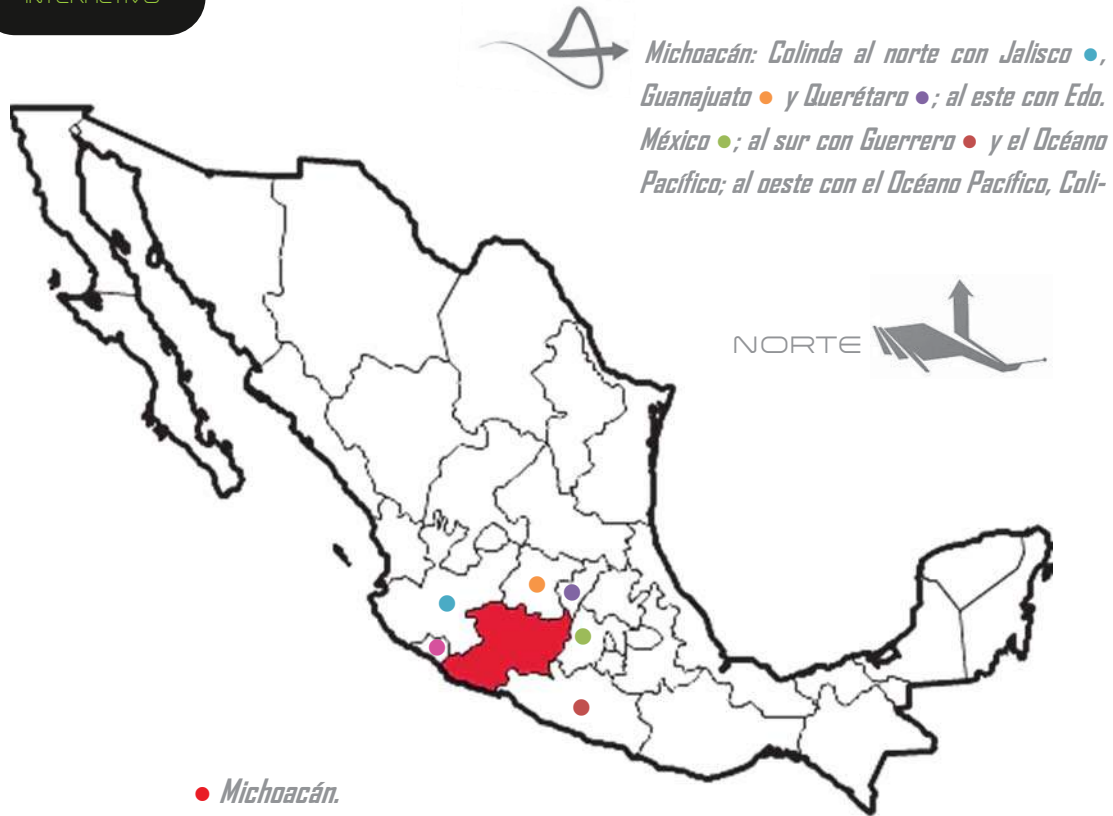 INTERACTIVO
Michoacán: Colinda al norte con Jalisco ●,
Guanajuato ● y Querétaro ●; al este con Edo.
México ●; al sur con Guerrero ● y el Océano
Pacífico; al oeste con el Océano Pacífico, Coli-
NORTE
● Michoacán.